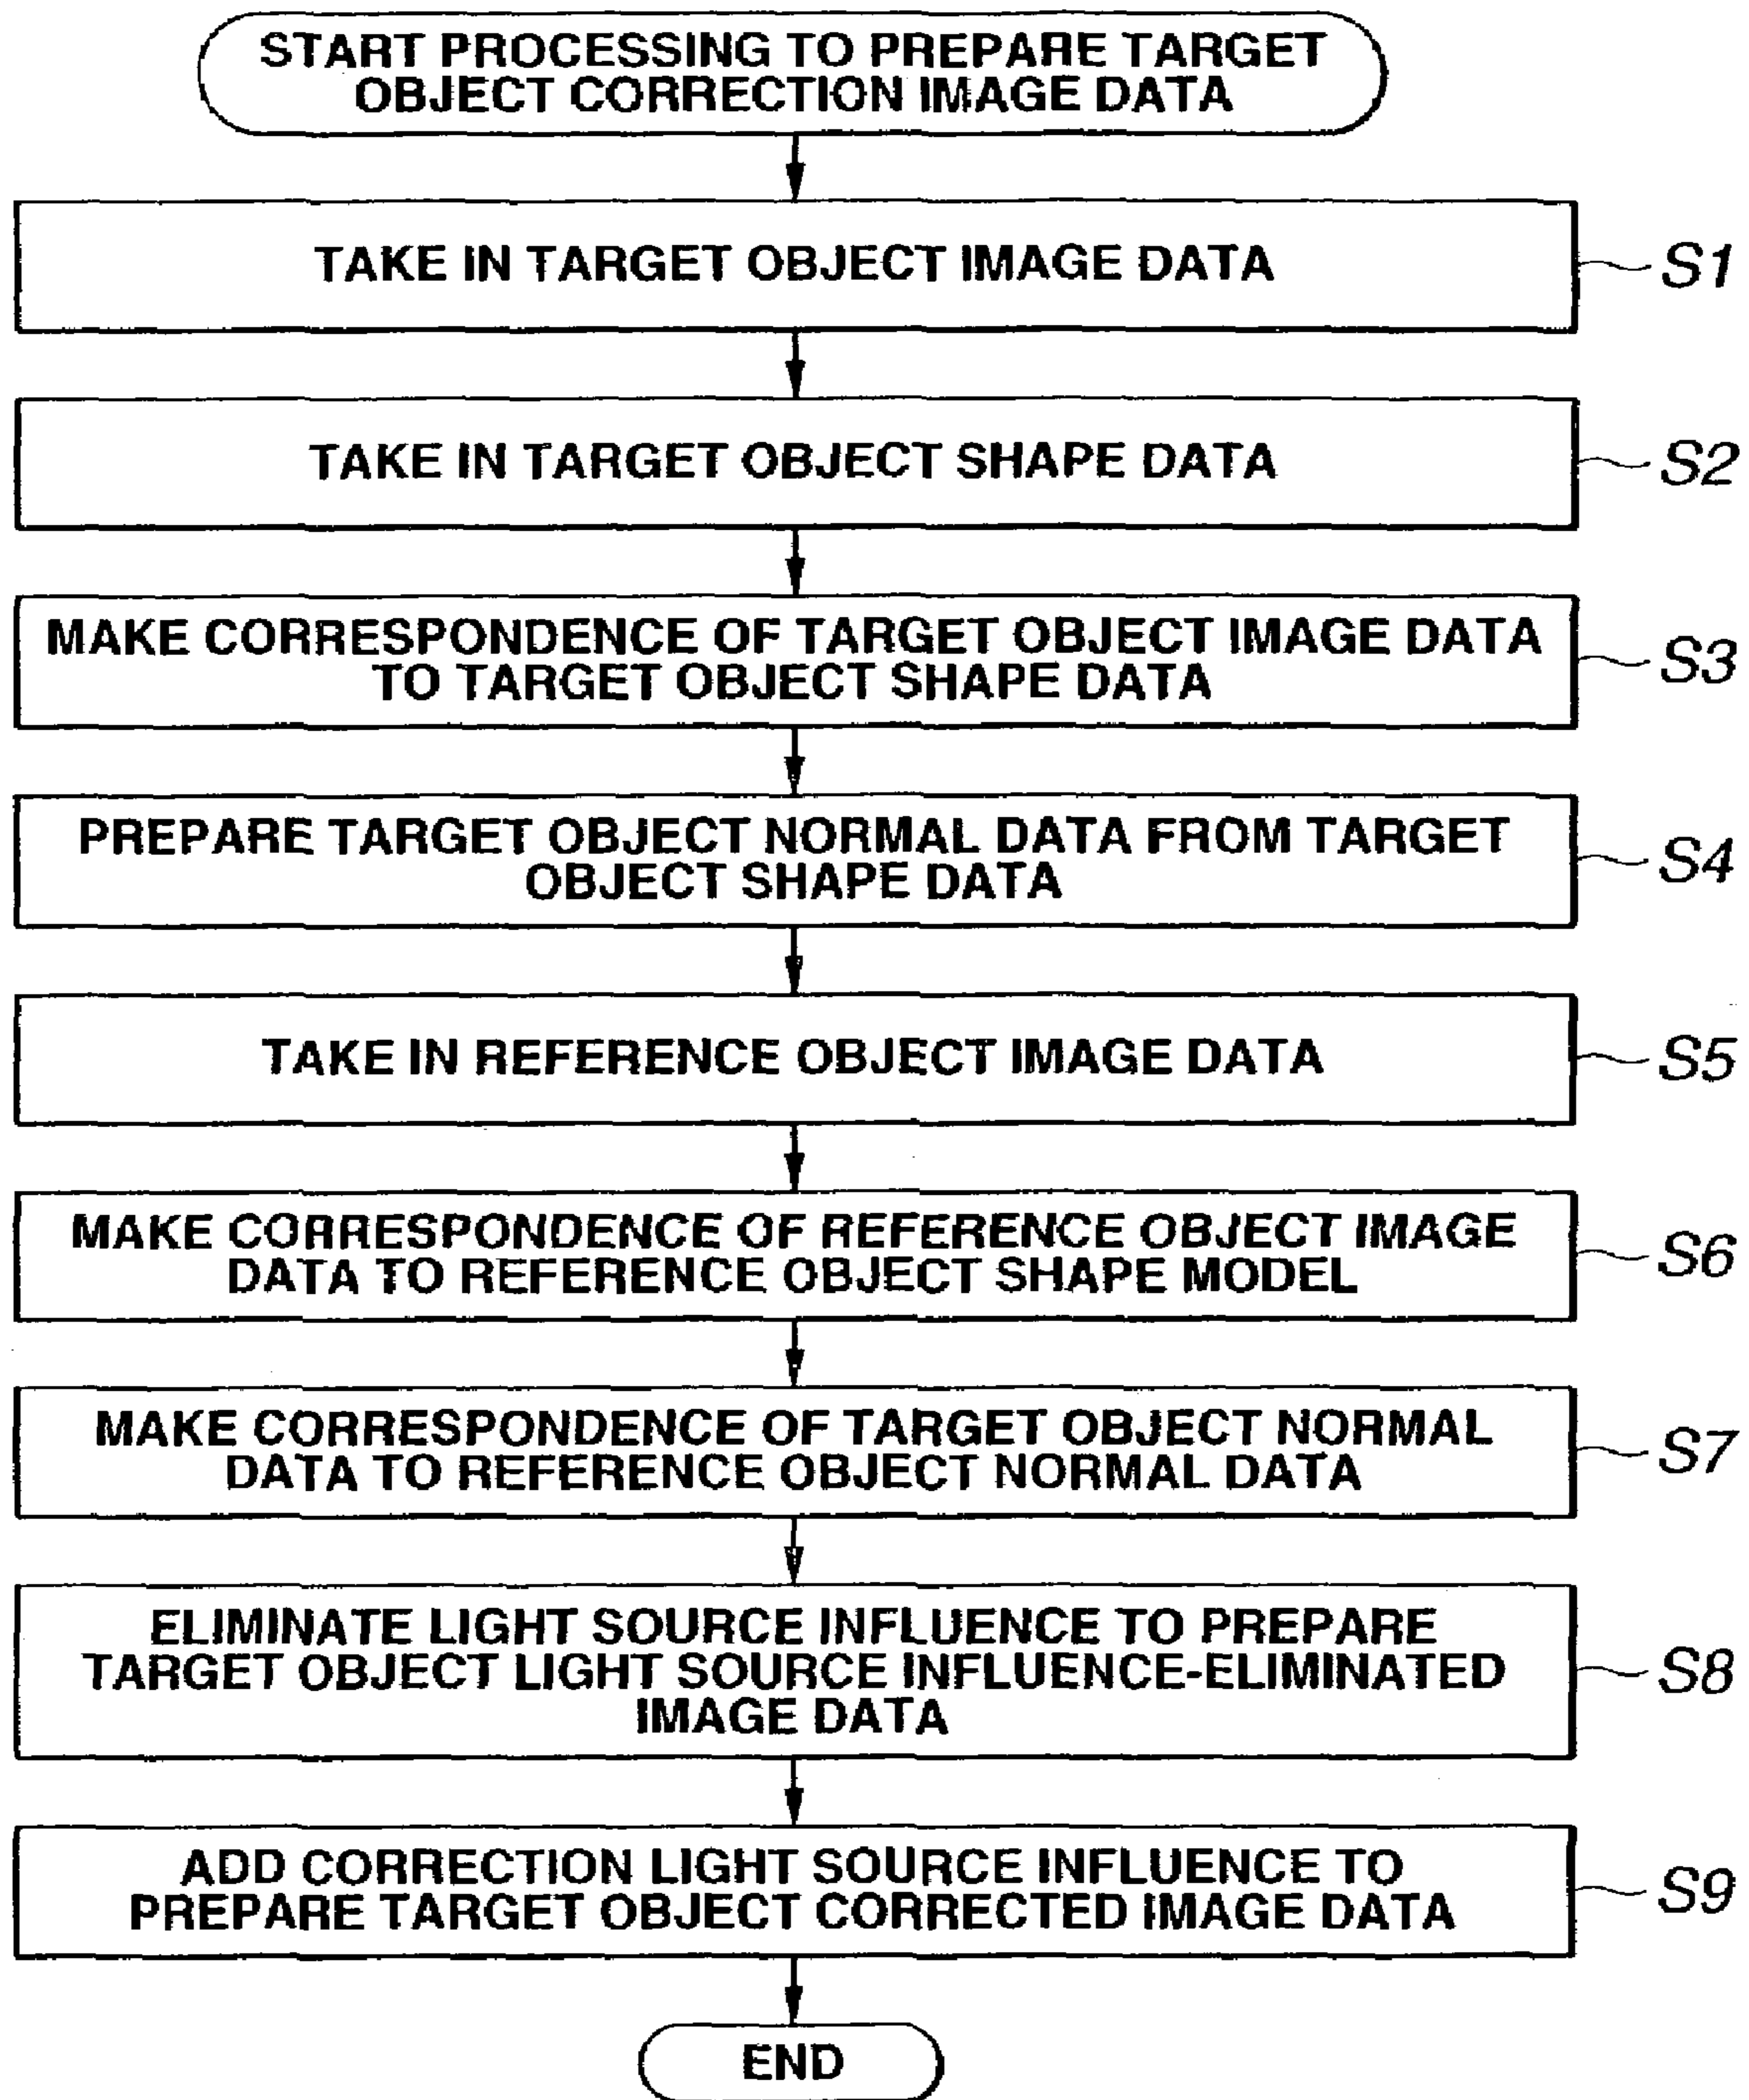 START PROCESSING TO PREPARE TARGET
OBJECT CORRECTION IMAGE DATA
TAKE IN TARGET OBJECT IMAGE DATA
S1
TAKE IN TARGET OBJECT SHAPE DATA
S2
MAKE CORRESPONDENCE OF TARGET OBJECT IMAGE DATA
TO TARGET OBJECT SHAPE DATA
S3
PREPARE TARGET OBJECT NORMAL DATA FROM TARGET
OBJECT SHAPE DATA
S4
TAKE IN REFERENCE OBJECT IMAGE DATA
S5
MAKE CORRESPONDENCE OF REFERENCE OBJECT IMAGE
DATA TO REFERENCE OBJECT SHAPE MODEL
S6
MAKE CORRESPONDENCE OF TARGET OBJECT NORMAL
DATA TO REFERENCE OBJECT NORMAL DATA
S7
ELIMINATE LIGHT SOURCE INFLUENCE TO PREPARE
TARGET OBJECT LIGHT SOURCE INFLUENCE-ELIMINATED
IMAGE DATA
S8
ADD CORRECTION LIGHT SOURCE INFLUENCE TO
PREPARE TARGET OBJECT CORRECTED IMAGE DATA
S9
END